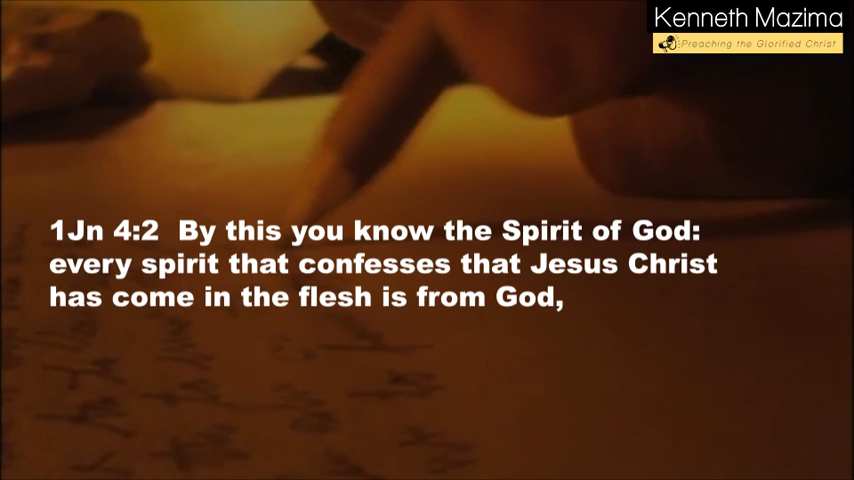 Kenneth Mazima
Preaching the Glorified Christ
1Jn 4:2 By this you know the Spirit of God:
every spirit that confesses that Jesus Christ
has come in the flesh is from God,